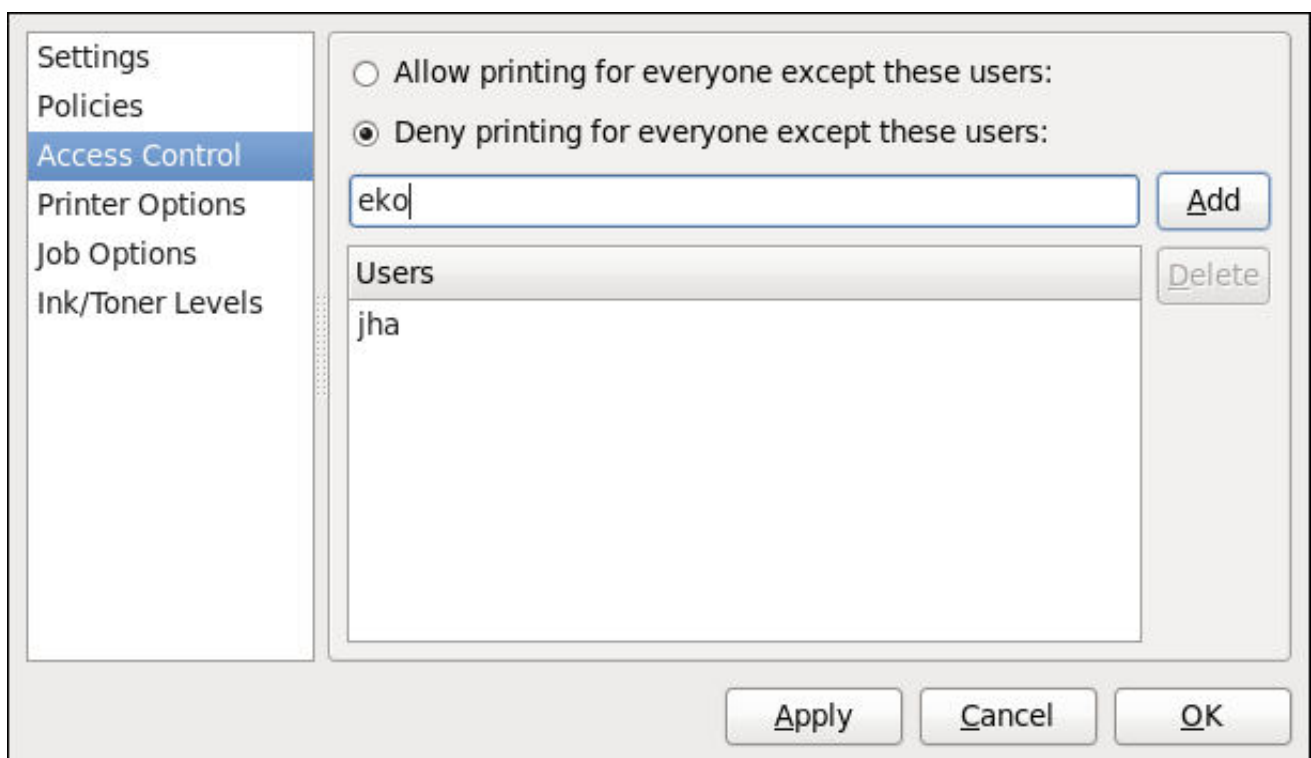 Settings
Policies
Access Control
Printer Options
Job Options
Ink/Toner Levels
Allow printing for everyone except these users:
Deny printing for everyone except these users:
eko
Add
Users
Delete
jha
Apply
Cancel
OK